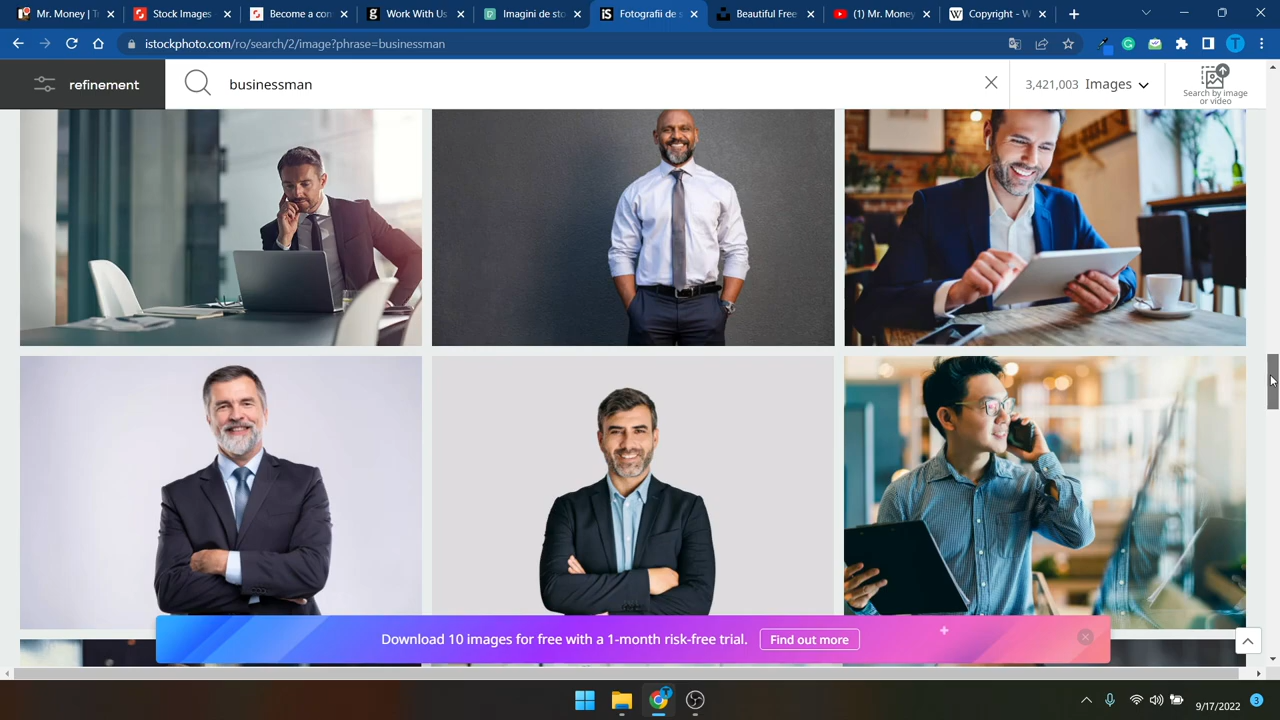 Mr. Money | T
Stock Images
Become a con
Work With Us
Imagini de sto
Fotografii de s
Beautiful Free
(1) Mr. Money
Copyright - W
istockphoto.com/ro/search/2/image?phrase=businessman
refinement
businessman
3,421,003 Images
Search by image
or video
Download 10 images for free with a 1-month risk-free trial.
Find out more
9/17/2022
3